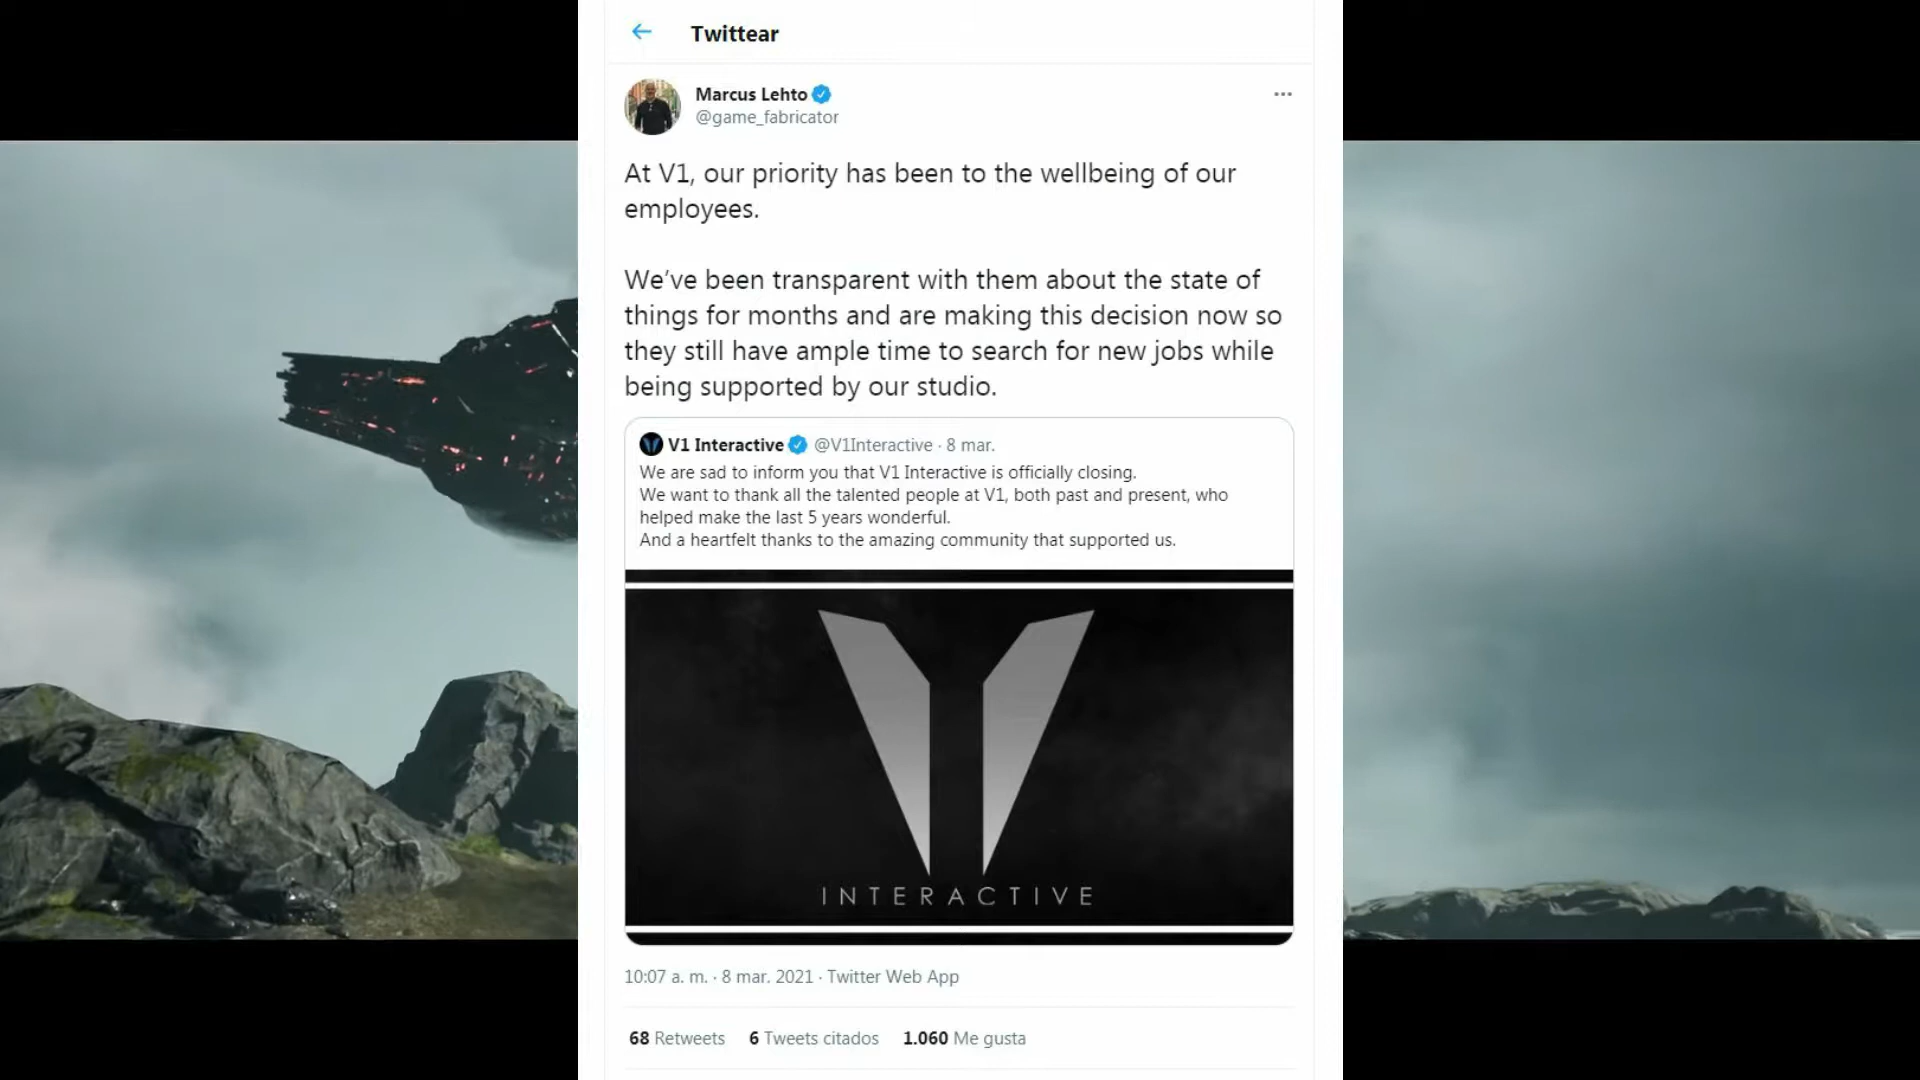 Twittear
Marcus Lehto
@game_fabricator
At V1, our priority has been to the wellbeing of our
employees.
We’ve been transparent with them about the state of
things for months and are making this decision now so
they still have ample time to search for new jobs while
being supported by our studio.
V1 Interactive @V1Interactive · 8 mar.
We are sad to inform you that V1 Interactive is officially closing.
We want to thank all the talented people at V1, both past and present, who
helped make the last 5 years wonderful.
And a heartfelt thanks to the amazing community that supported us.
INTERACTIVE
10:07 a. m. · 8 mar. 2021 · Twitter Web App
68 Retweets 6 Tweets citados 1.060 Me gusta